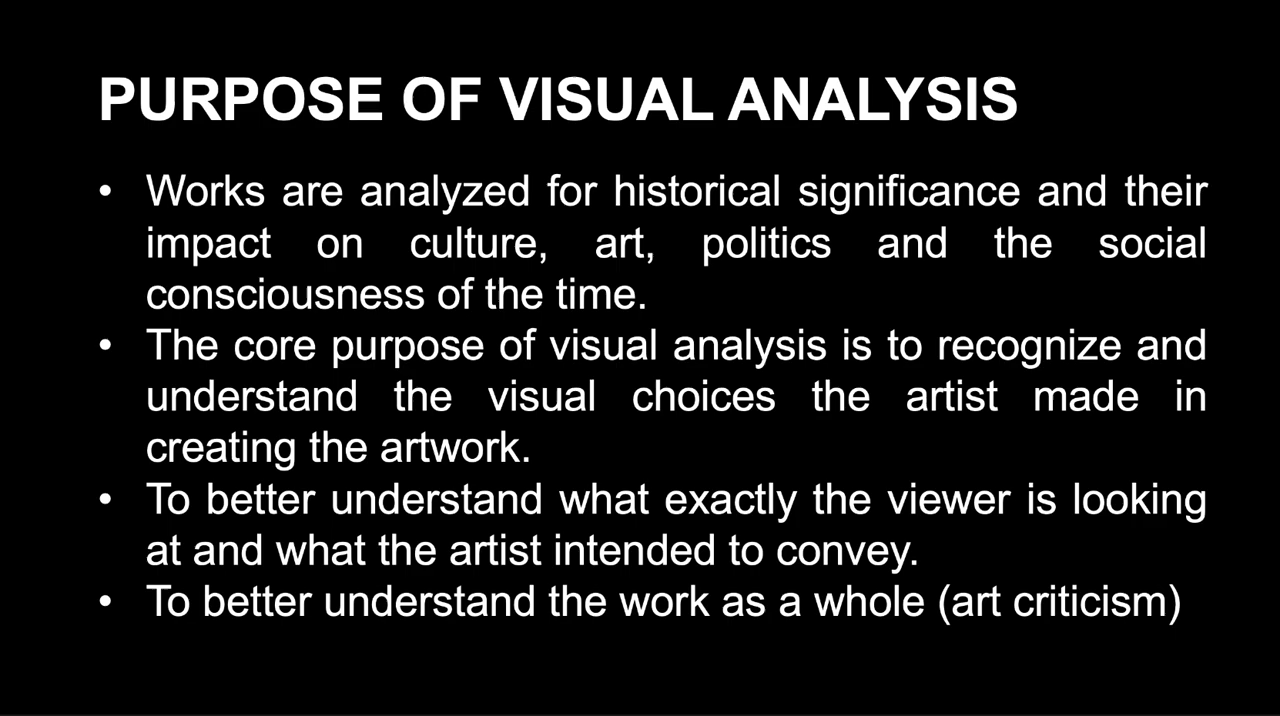 PURPOSE OF VISUAL ANALYSIS
• Works are analyzed for historical significance and their
impact on culture, art, politics and the social
consciousness of the time.
• The core purpose of visual analysis is to recognize and
understand the visual choices the artist made in
creating the artwork.
• To better understand what exactly the viewer is looking
at and what the artist intended to convey.
• To better understand the work as a whole (art criticism)